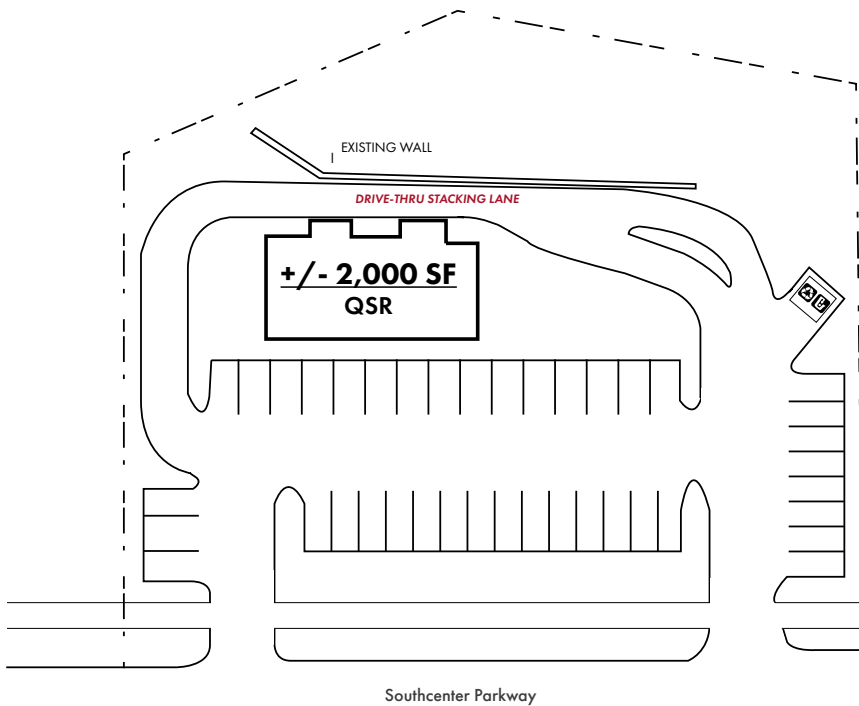 EXISTING WALL
DRIVE-THRU STACKING LANE
+/- 2,000 SF
QSR
Southcenter Parkway